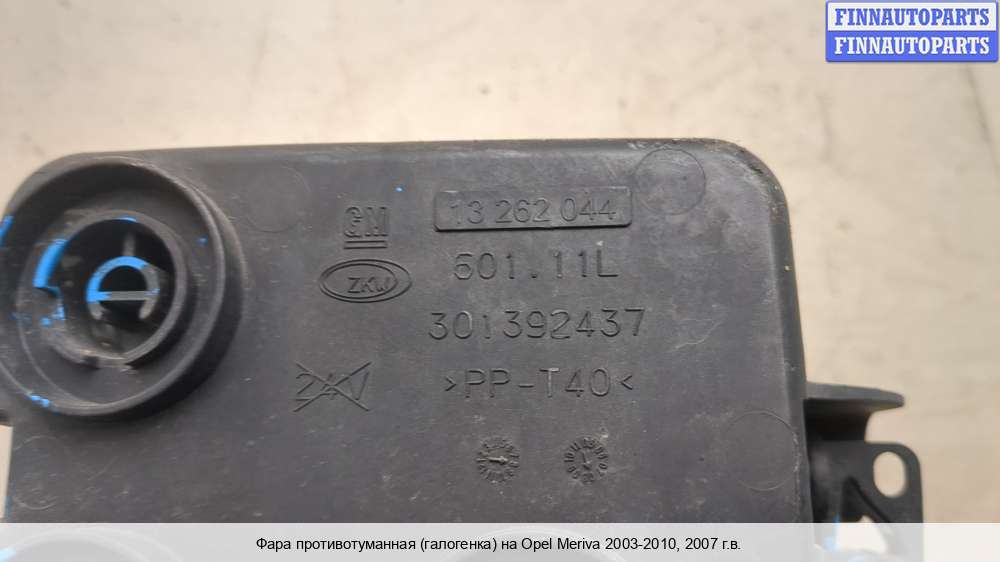 FINNAUTOPARTS
FINNAUTOPARTS
GM
13 262 044
601.11L
ZKW
301392437
24V
>PP-T40<
Фара противотуманная (галогенка) на Opel Meriva 2003-2010, 2007 г.в.